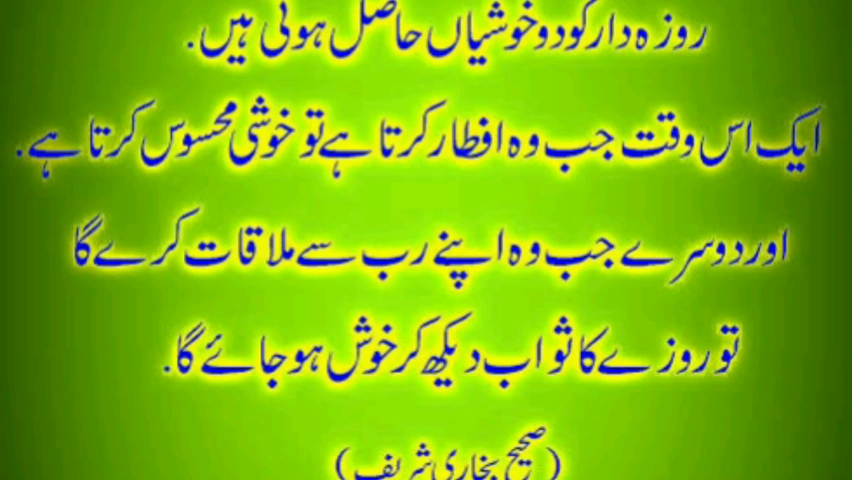 روزہ دار کو دو خوشیاں حاصل ہوتی ہیں.
ایک اس وقت جب وہ افطار کرتا ہے تو خوشی محسوس کرتا ہے.
اور دوسرے جب وہ اپنے رب سے ملاقات کرے گا
تو روزے کا ثواب دیکھ کر خوش ہو جائے گا.
(صحیح بخاری شریف)